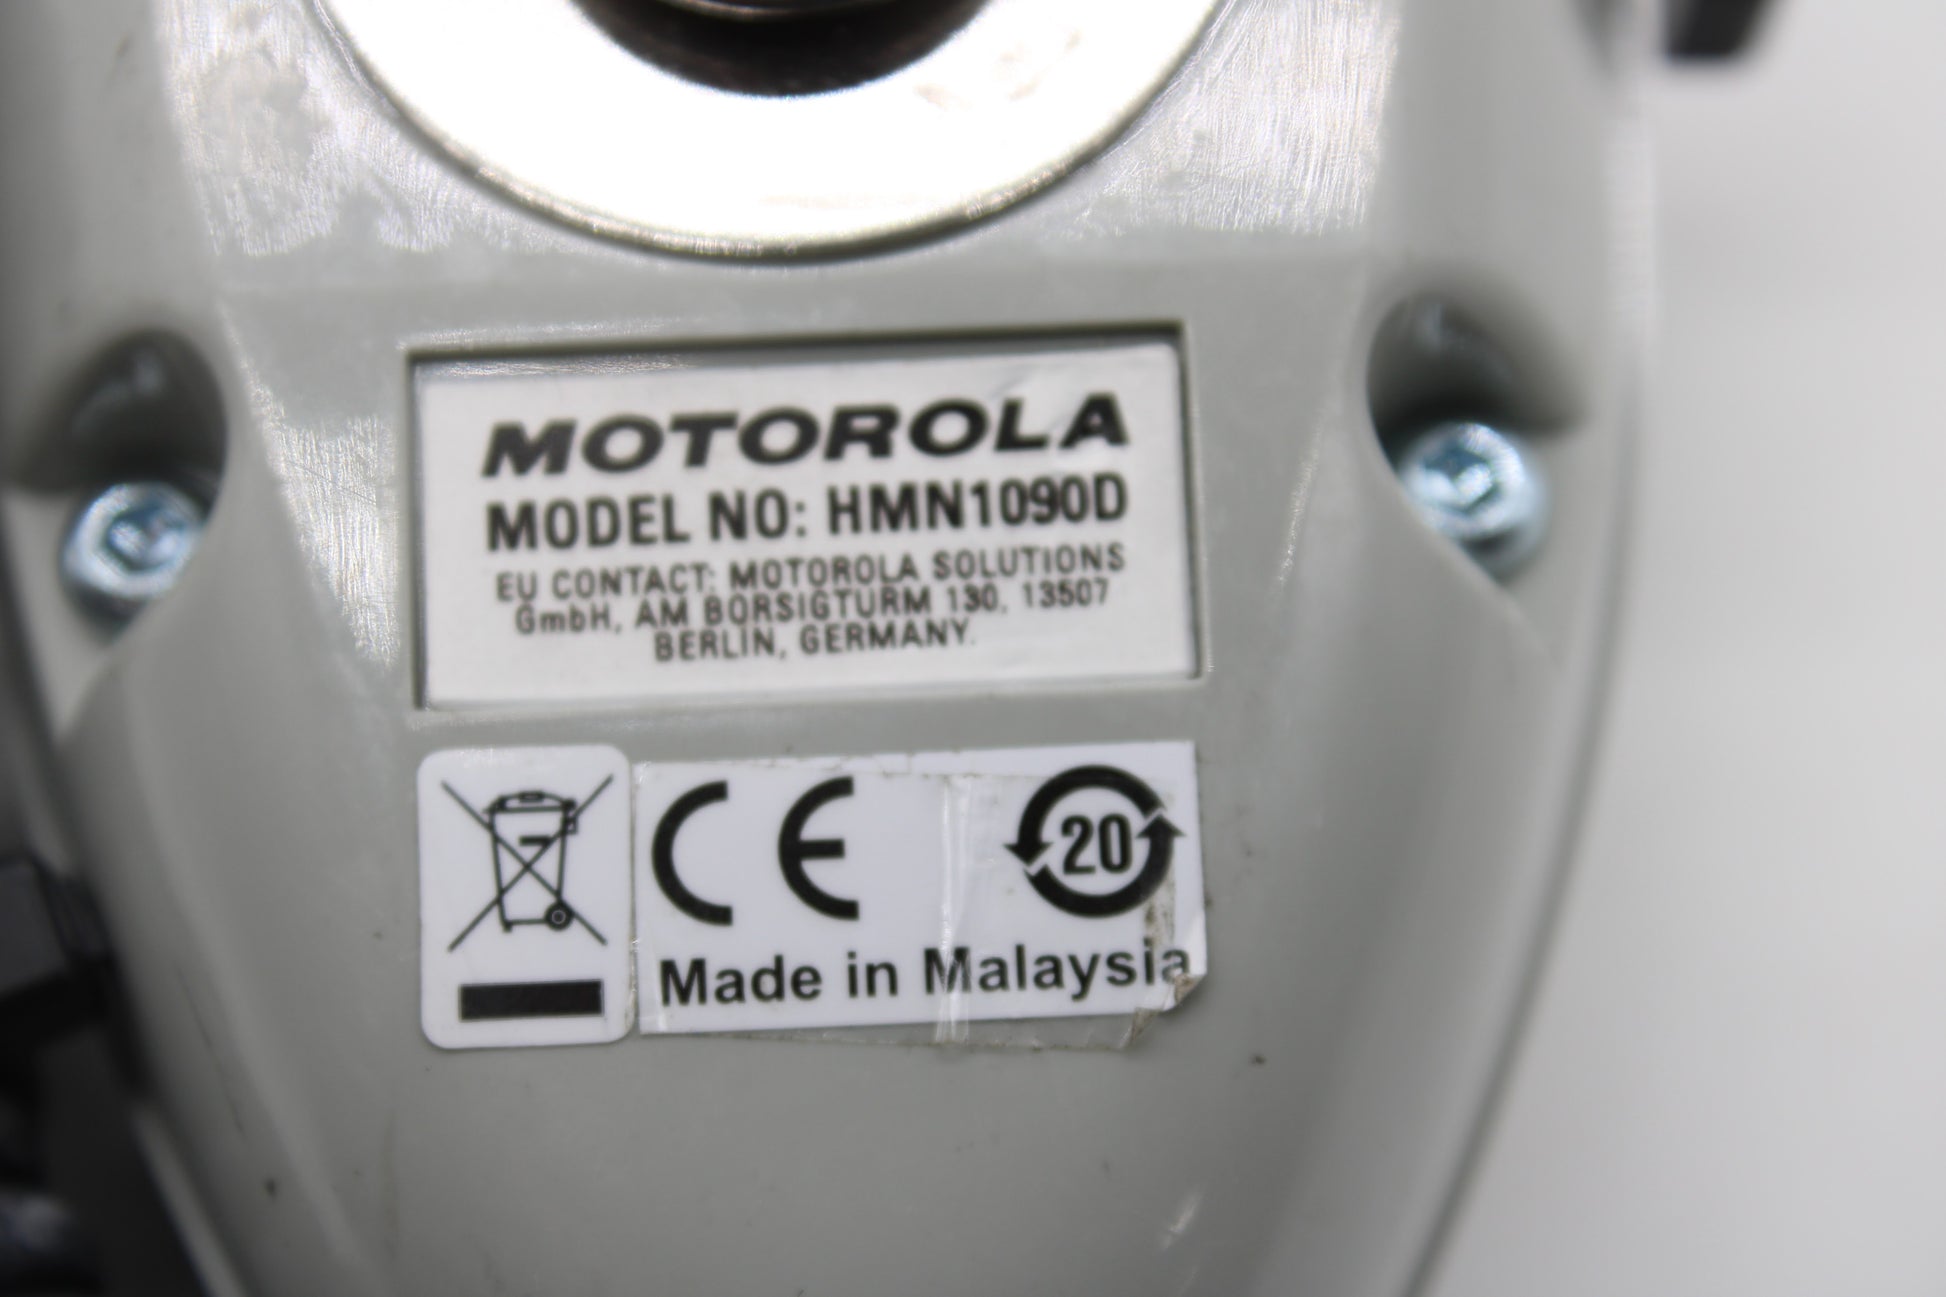 MOTOROLA
MODEL NO: HMN1090D
EU CONTACT: MOTOROLA SOLUTIONS
GmbH, AM BORSIGTURM 130, 13507
BERLIN, GERMANY.
CE 20
Made in Malaysia